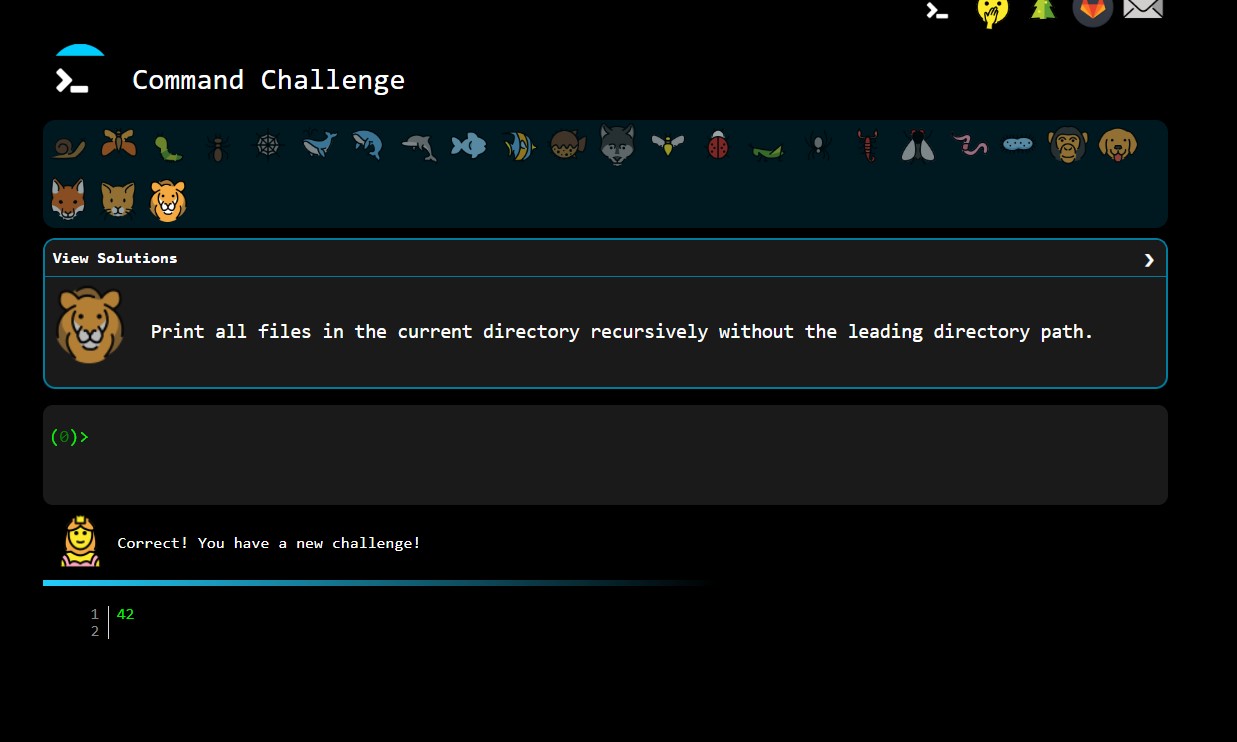 Command Challenge
View Solutions
Print all files in the current directory recursively without the leading directory path.
(0)>
Correct! You have a new challenge!
1 42
2